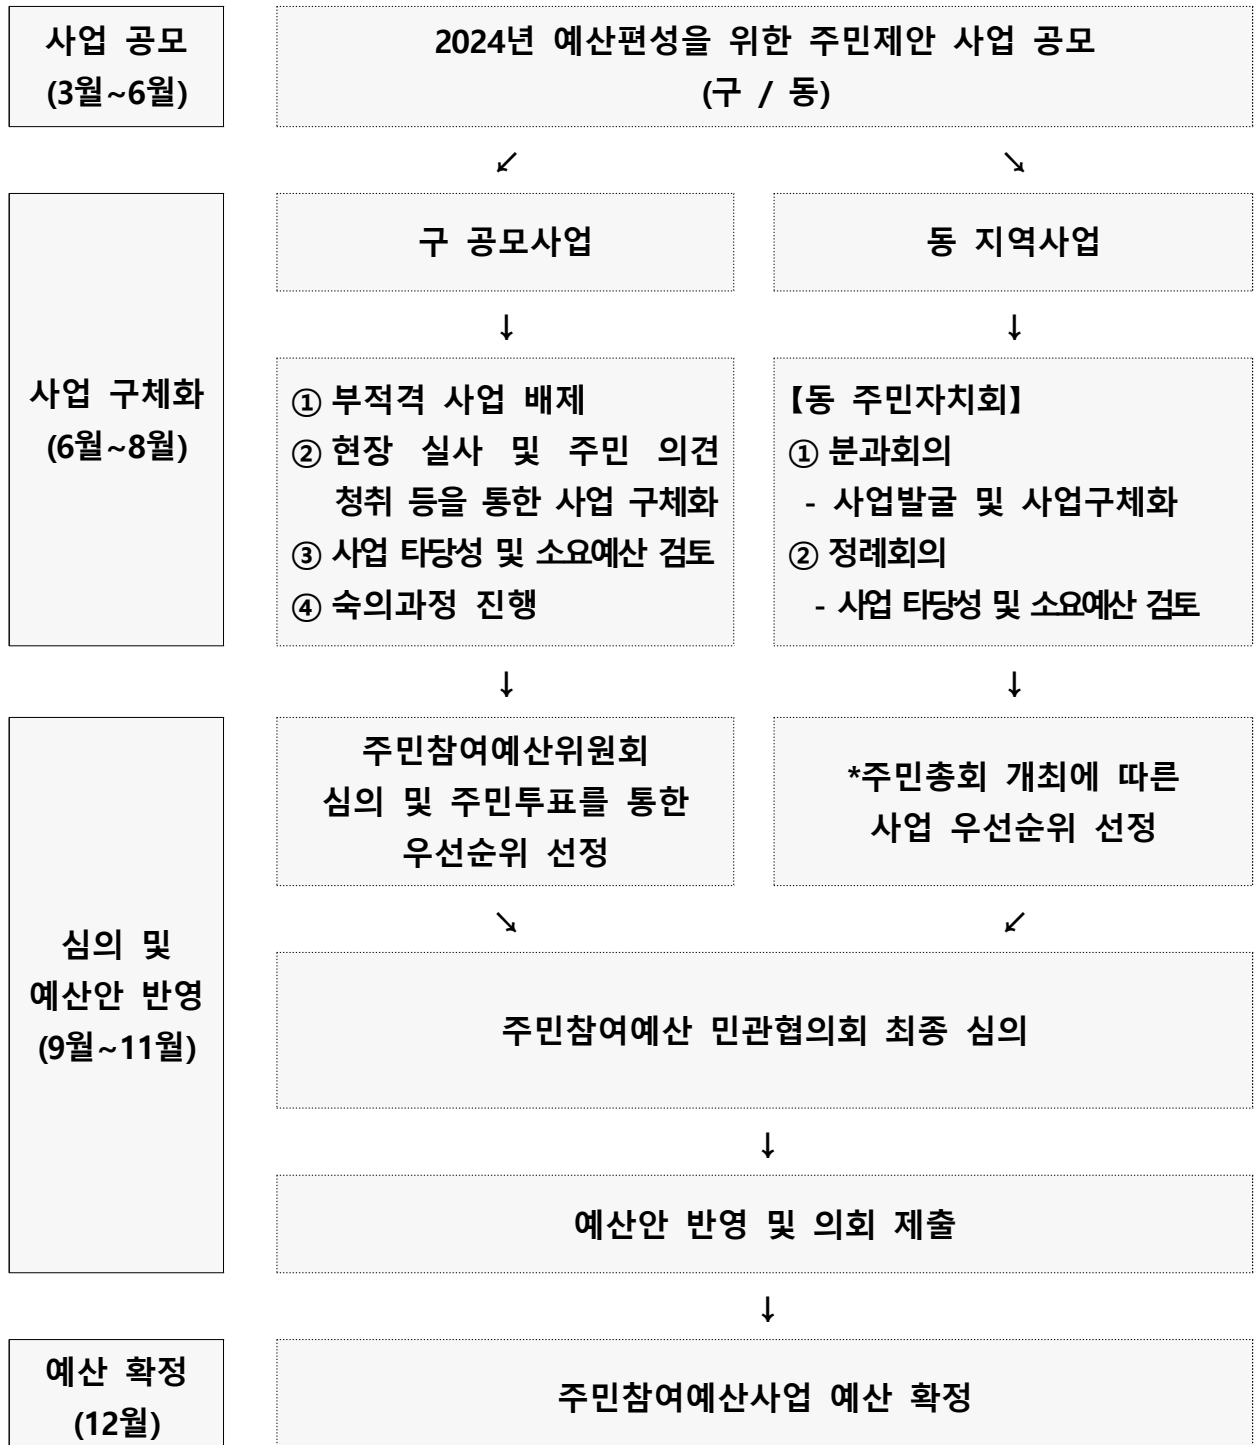 사업 공모
(3월~6월)
2024년 예산편성을 위한 주민제안 사업 공모
(구 / 동)
↙
↘
사업 구체화
(6월~8월)
구 공모사업
↓
① 부적격 사업 배제
② 현장 실사 및 주민 의견
청취 등을 통한 사업 구체화
③ 사업 타당성 및 소요예산 검토
④ 숙의과정 진행
↓
동 지역사업
↓
【동 주민자치회】
① 분과회의
- 사업발굴 및 사업구체화
② 정례회의
- 사업 타당성 및 소요예산 검토
↓
심의 및
예산안 반영
(9월~11월)
주민참여예산위원회
심의 및 주민투표를 통한
우선순위 선정
↘
*주민총회 개최에 따른
사업 우선순위 선정
↙
주민참여예산 민관협의회 최종 심의
↓
예산안 반영 및 의회 제출
↓
예산 확정
(12월)
주민참여예산사업 예산 확정